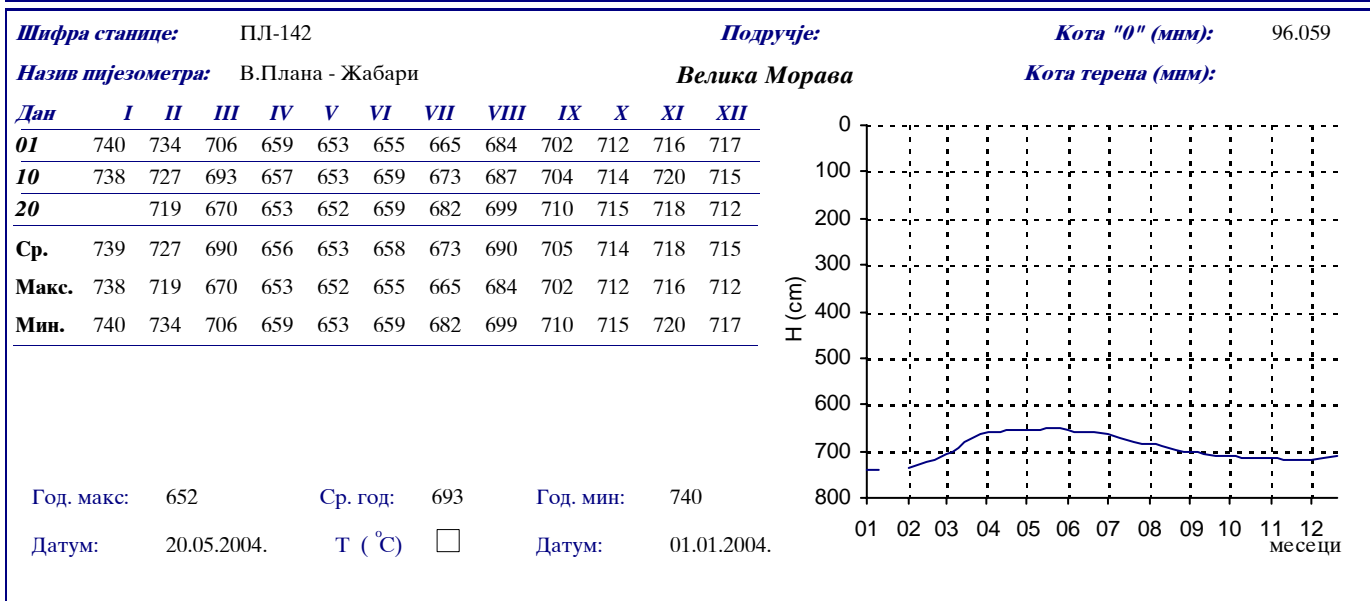 Шифра станице: ПЛ-142 Подручје: Кота "0" (мнм): 96.059
Назив пијезометра: В.Плана - Жабари Велика Морава Кота терена (мнм):
Дан I II III IV V VI VII VIII IX X XI XII
01 740 734 706 659 653 655 665 684 702 712 716 717
10 738 727 693 657 653 659 673 687 704 714 720 715
20 719 670 653 652 659 682 699 710 715 718 712
Ср. 739 727 690 656 653 658 673 690 705 714 718 715
Макс. 738 719 670 653 652 655 665 684 702 712 716 712
Мин. 740 734 706 659 653 659 682 699 710 715 720 717
Год. макс: 652 Ср. год: 693 Год. мин: 740
Датум: 20.05.2004. Т ( °C) Датум: 01.01.2004.
H (cm)
0
100
200
300
400
500
600
700
800
01 02 03 04 05 06 07 08 09 10 11 12
месеци